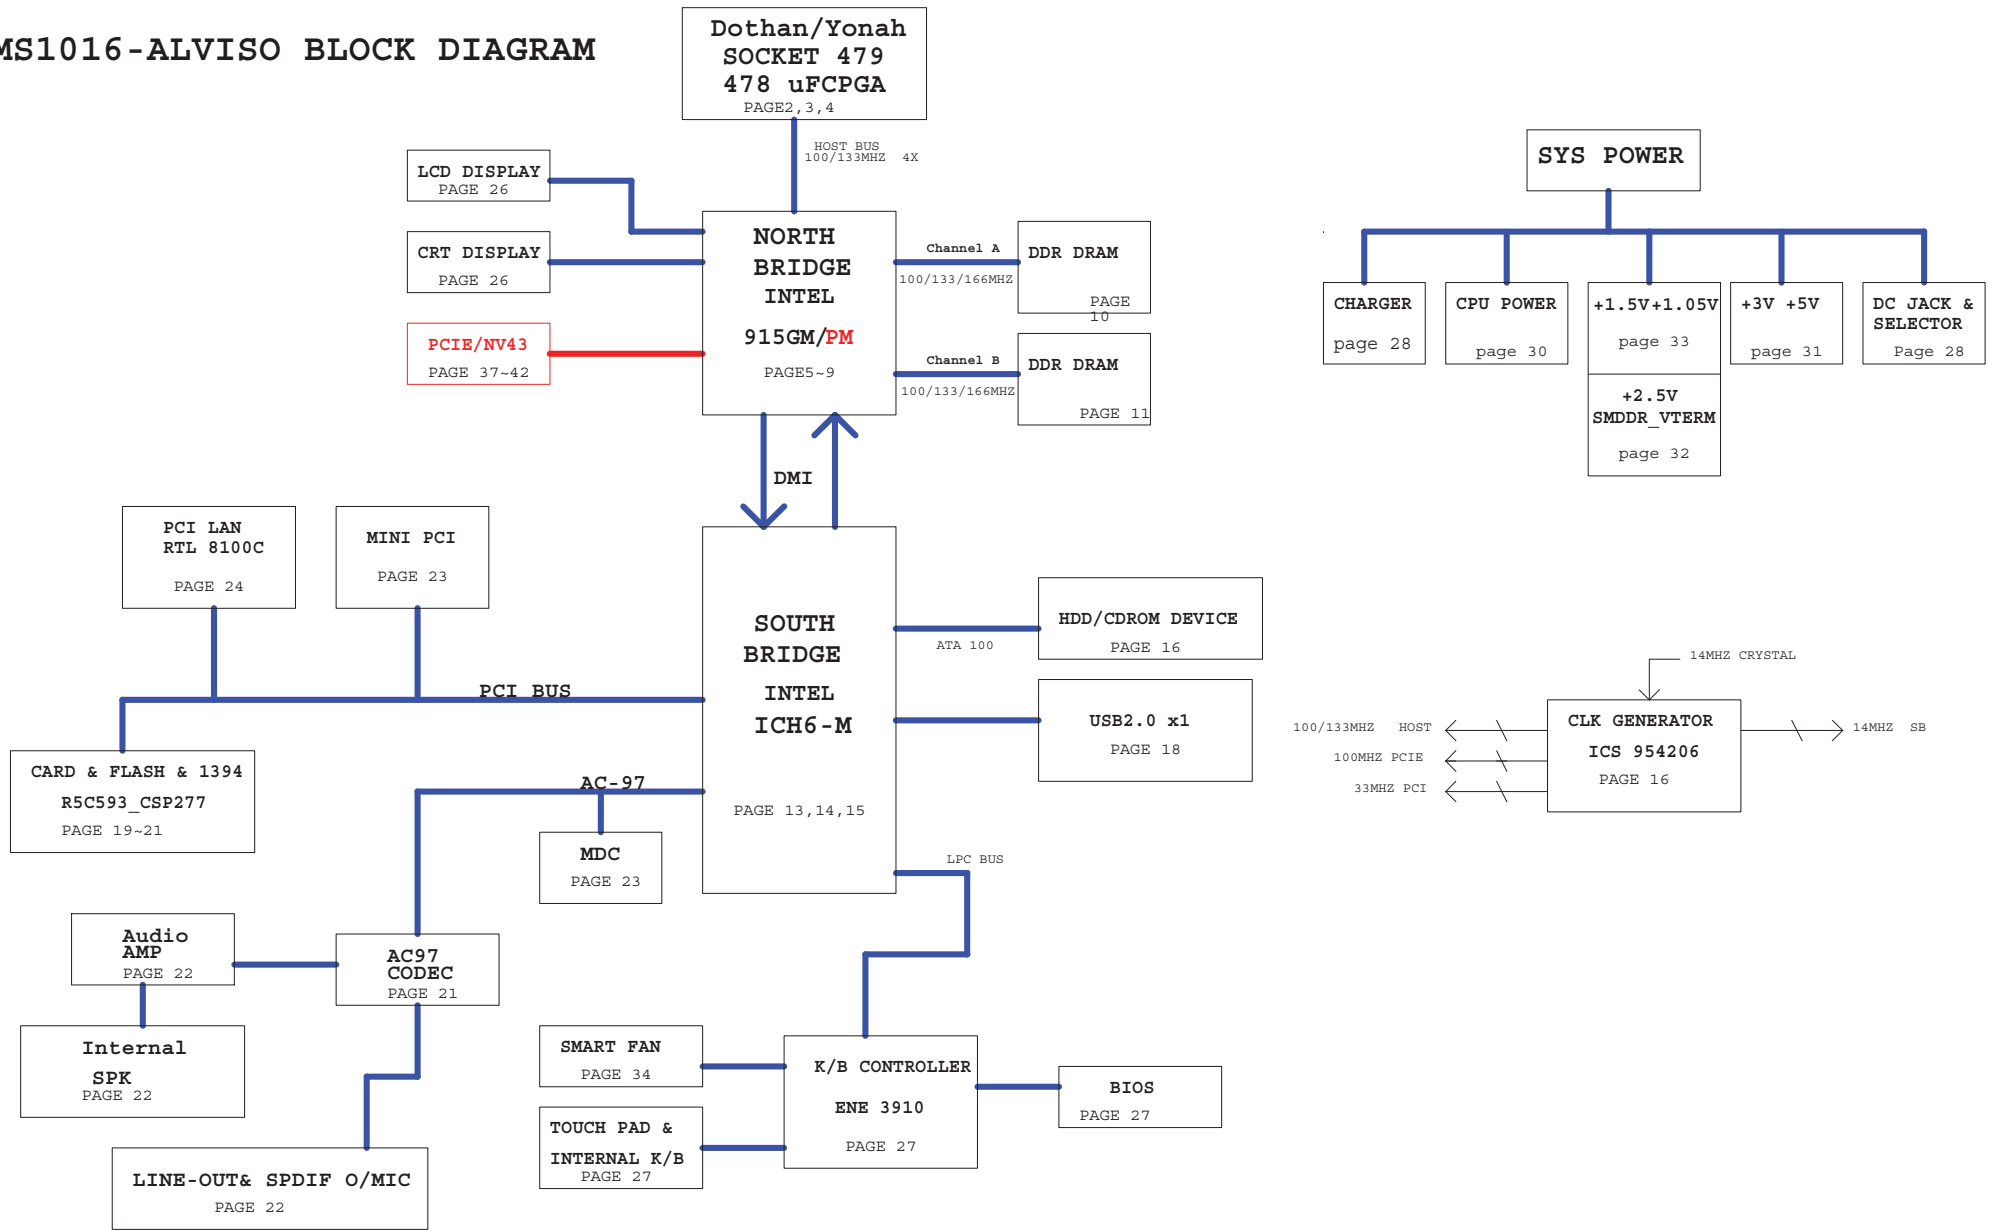 MS1016-ALVISO BLOCK DIAGRAM
Dothan/Yonah
SOCKET 479
478 uFCPGA
PAGE2,3,4
HOST BUS
100/133MHZ 4X
LCD DISPLAY
PAGE 26
CRT DISPLAY
PAGE 26
PCIE/NV43
PAGE 37~42
NORTH
BRIDGE
INTEL
915GM/PM
PAGE5~9
Channel A
100/133/166MHZ
DDR DRAM
PAGE
10
Channel B
100/133/166MHZ
DDR DRAM
PAGE 11
SYS POWER
CHARGER
page 28
CPU POWER
page 30
+1.5V+1.05V
page 33
+2.5V
SMDDR_VTERM
page 32
+3V +5V
page 31
DC JACK &
SELECTOR
Page 28
DMI
PCI LAN
RTL 8100C
PAGE 24
MINI PCI
PAGE 23
PCI BUS
CARD & FLASH & 1394
R5C593_CSP277
PAGE 19~21
SOUTH
BRIDGE
INTEL
ICH6-M
PAGE 13,14,15
ATA 100
HDD/CDROM DEVICE
PAGE 16
USB2.0 x1
PAGE 18
14MHZ CRYSTAL
CLK GENERATOR
ICS 954206
PAGE 16
100/133MHZ HOST
100MHZ PCIE
33MHZ PCI
14MHZ SB
AC-97
MDC
PAGE 23
LPC BUS
Audio
AMP
PAGE 22
AC97
CODEC
PAGE 21
Internal
SPK
PAGE 22
LINE-OUT& SPDIF O/MIC
PAGE 22
SMART FAN
PAGE 34
TOUCH PAD &
INTERNAL K/B
PAGE 27
K/B CONTROLLER
ENE 3910
PAGE 27
BIOS
PAGE 27